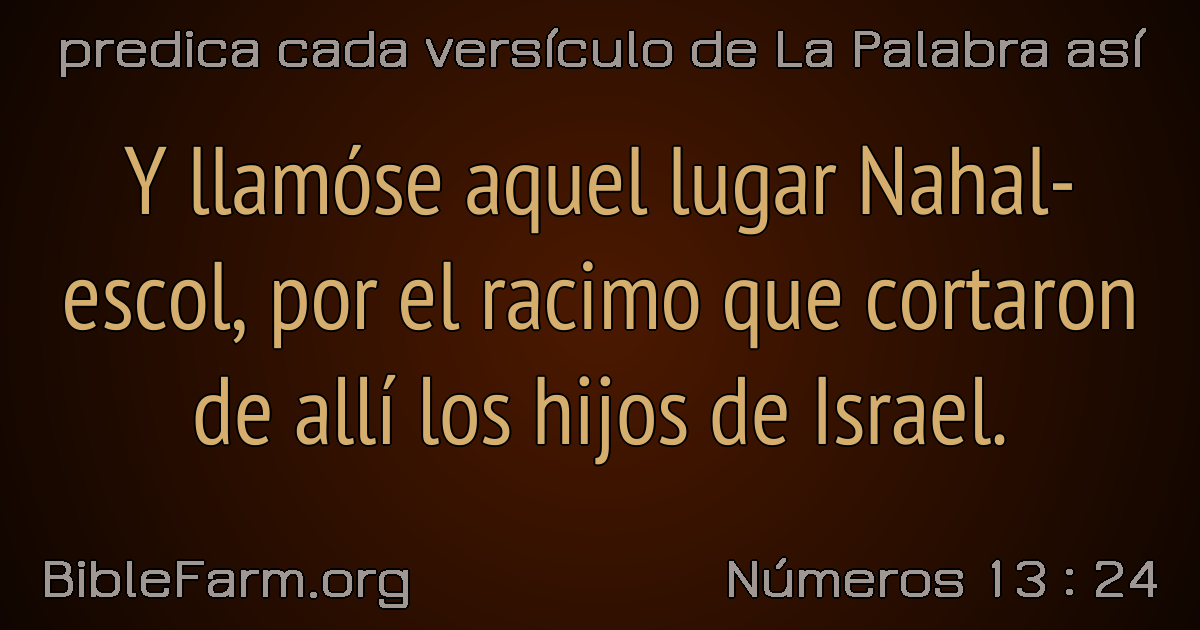 predica cada versículo de La Palabra así
Y llamóse aquel lugar Nahal-
escol, por el racimo que cortaron
de allí los hijos de Israel.
BibleFarm.org
Números 13 : 24